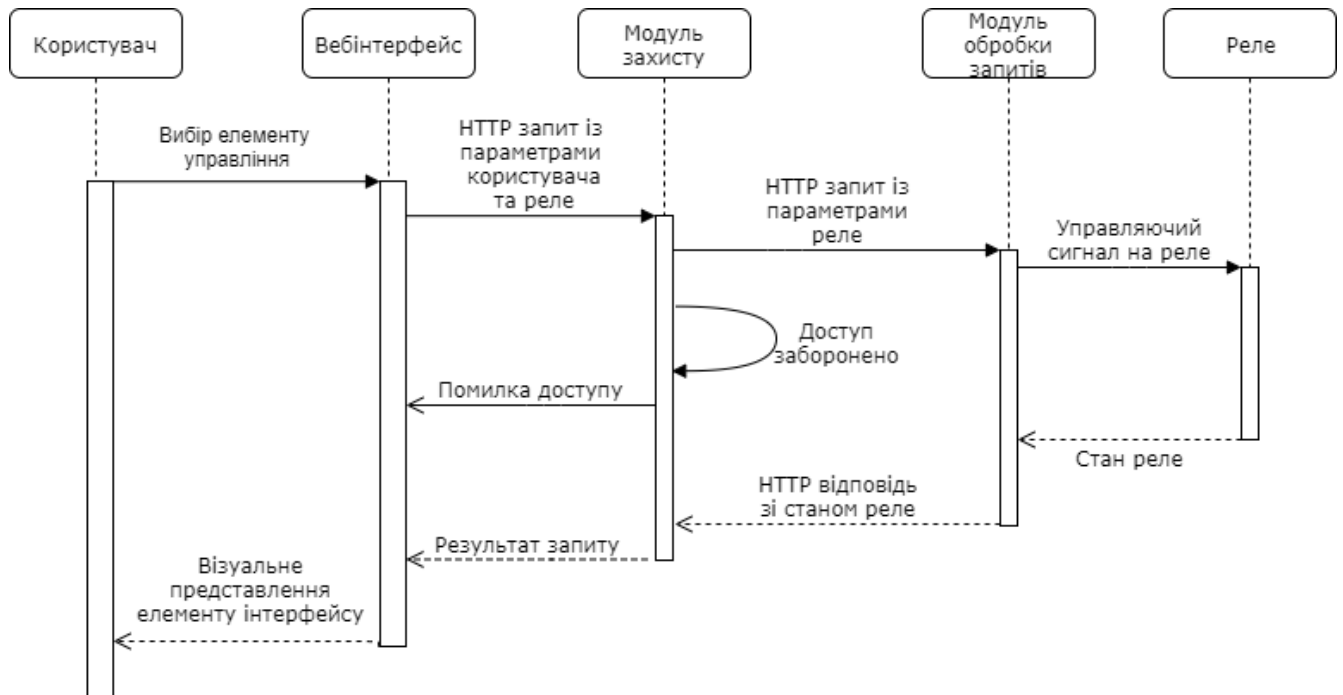 Користувач
Вебінтерфейс
Модуль
захисту
Модуль
обробки
запитів
Реле
Вибір елементу
управління
HTTP запит із
параметрами
користувача
та реле
HTTP запит із
параметрами
реле
Управляючий
сигнал на реле
Доступ
заборонено
Помилка доступу
Стан реле
HTTP відповідь
зі станом реле
Результат запиту
Візуальне
представлення
елементу інтерфейсу